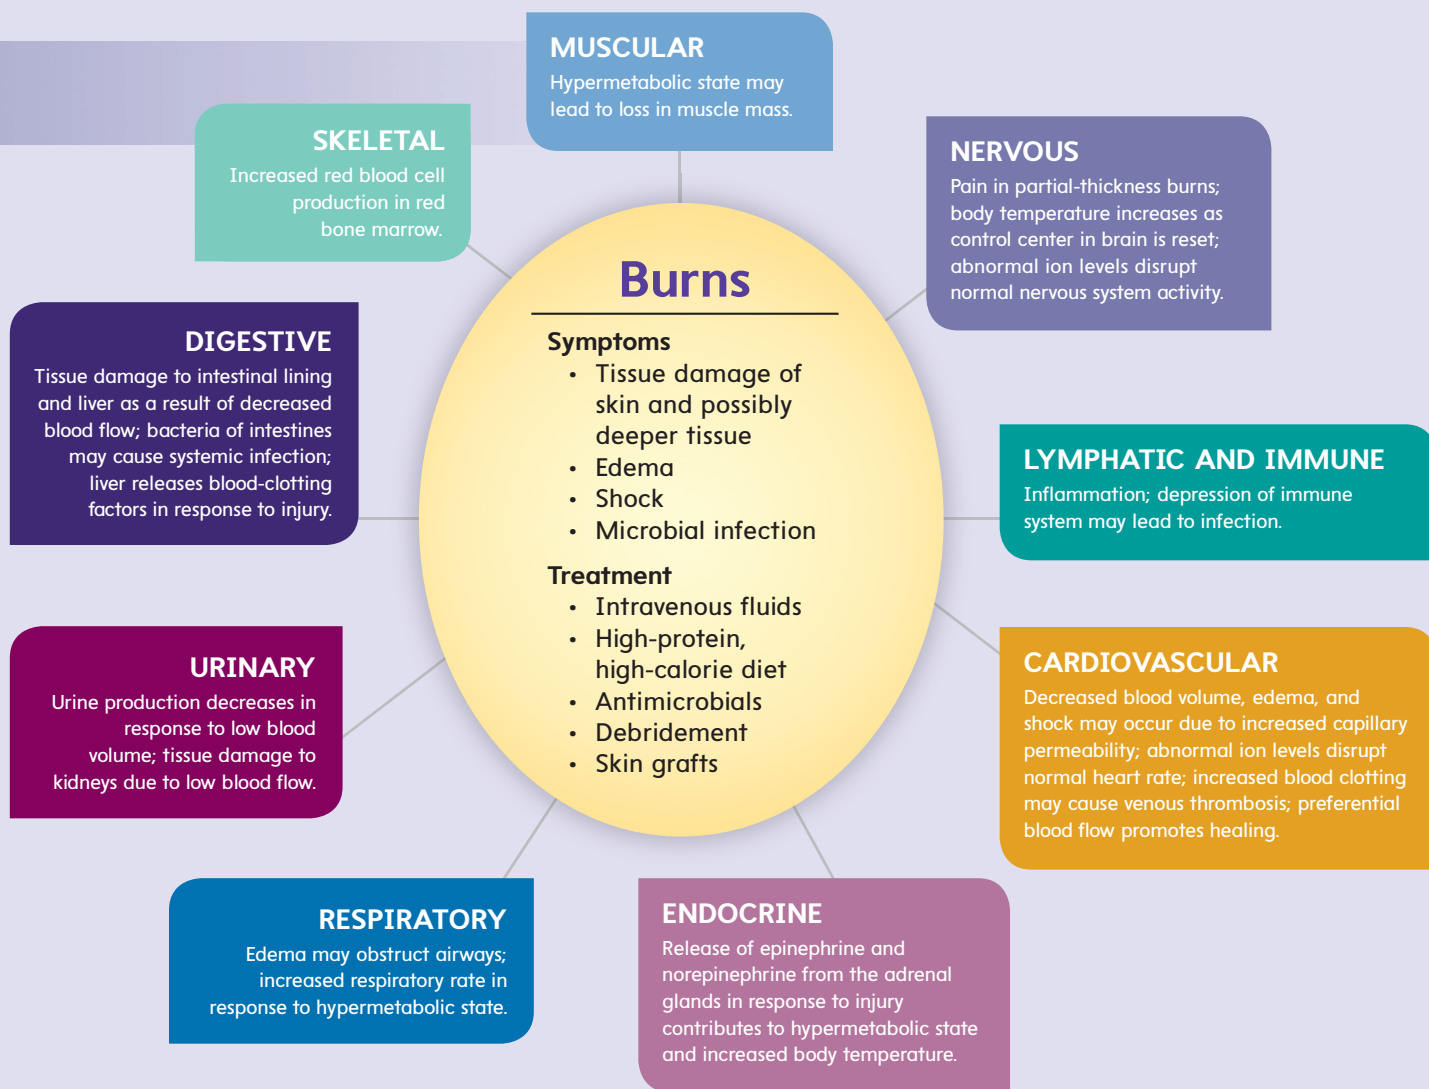 MUSCULAR
Hypermetabolic state may
lead to loss in muscle mass.
SKELETAL
Increased red blood cell
production in red
bone marrow.
NERVOUS
Pain in partial-thickness burns;
body temperature increases as
control center in brain is reset;
abnormal ion levels disrupt
normal nervous system activity.
Burns
Symptoms
• Tissue damage of
skin and possibly
deeper tissue
• Edema
• Shock
• Microbial infection
Treatment
• Intravenous fluids
• High-protein,
high-calorie diet
• Antimicrobials
• Debridement
• Skin grafts
DIGESTIVE
Tissue damage to intestinal lining
and liver as a result of decreased
blood flow; bacteria of intestines
may cause systemic infection;
liver releases blood-clotting
factors in response to injury.
LYMPHATIC AND IMMUNE
Inflammation; depression of immune
system may lead to infection.
URINARY
Urine production decreases in
response to low blood
volume; tissue damage to
kidneys due to low blood flow.
CARDIOVASCULAR
Decreased blood volume, edema, and
shock may occur due to increased capillary
permeability; abnormal ion levels disrupt
normal heart rate; increased blood clotting
may cause venous thrombosis; preferential
blood flow promotes healing.
RESPIRATORY
Edema may obstruct airways;
increased respiratory rate in
response to hypermetabolic state.
ENDOCRINE
Release of epinephrine and
norepinephrine from the adrenal
glands in response to injury
contributes to hypermetabolic state
and increased body temperature.